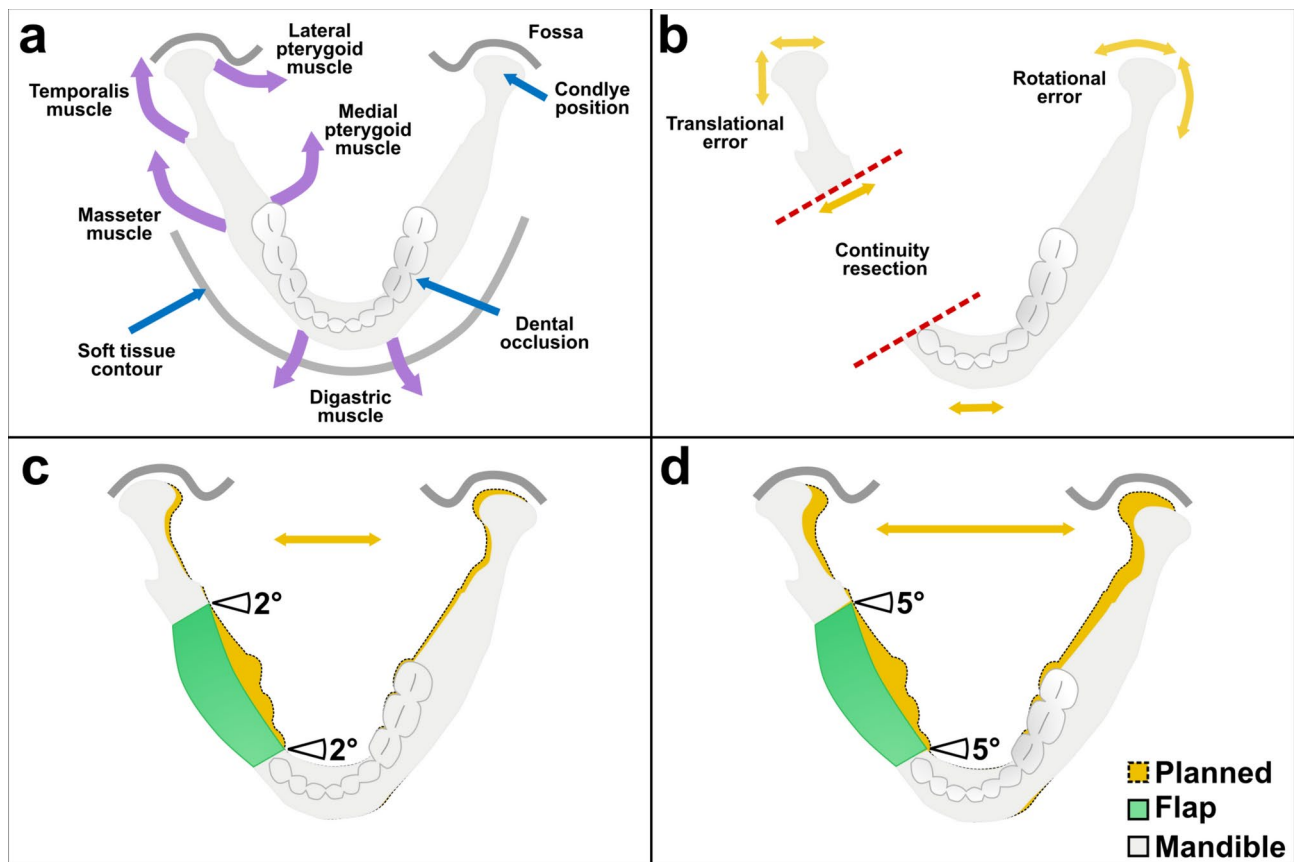 a
Lateral
pterygoid
muscle
Fossa
Temporalis
muscle
Medial
pterygoid
muscle
Condlye
position
Masseter
muscle
Soft tissue
contour
Digastric
muscle
Dental
occlusion
b
Rotational
error
Translational
error
Continuity
resection
c
2°
2°
d
5°
5°
Planned
Flap
Mandible